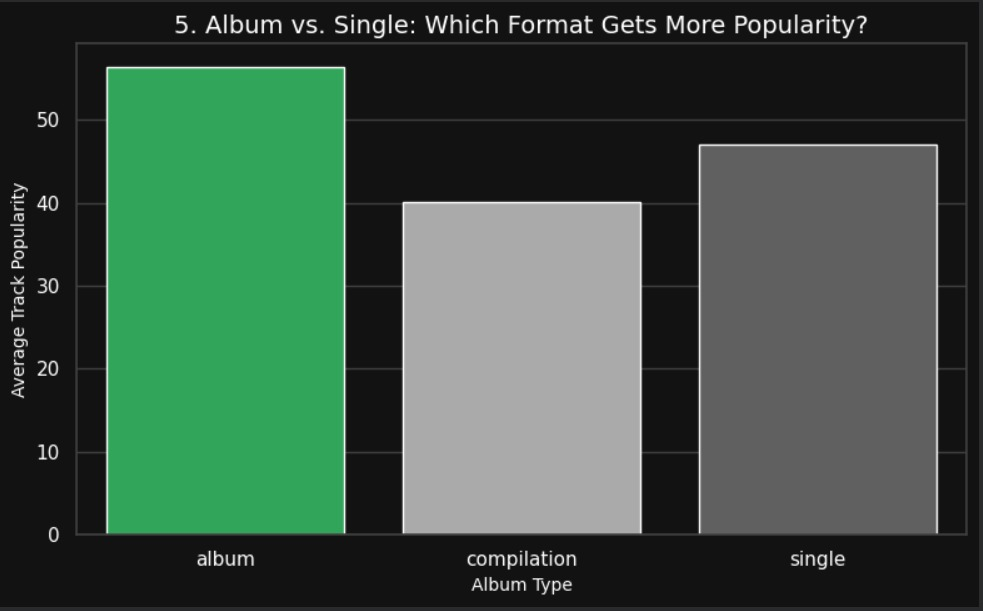 5. Album vs. Single: Which Format Gets More Popularity?
Average Track Popularity
50
40
30
20
10
0
album compilation single
Album Type